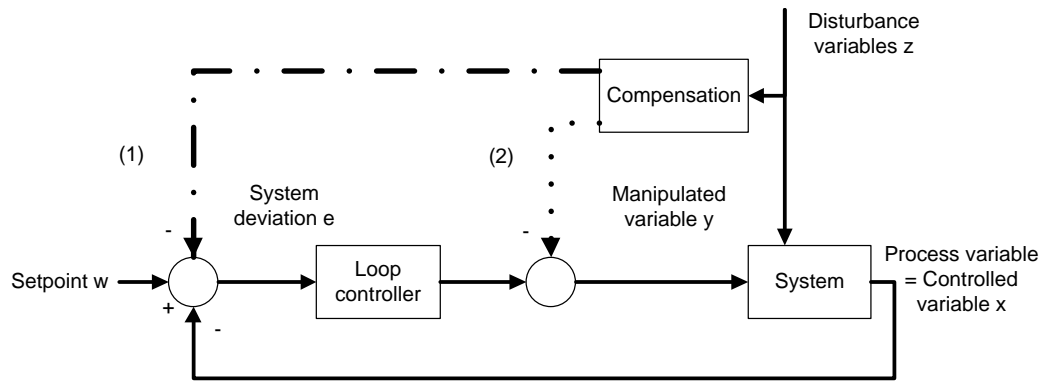 Disturbance
variables z
Compensation
(1)
(2)
System
deviation e
Manipulated
variable y
-
-
Setpoint w
+
-
Loop
controller
System
Process variable
= Controlled
variable x